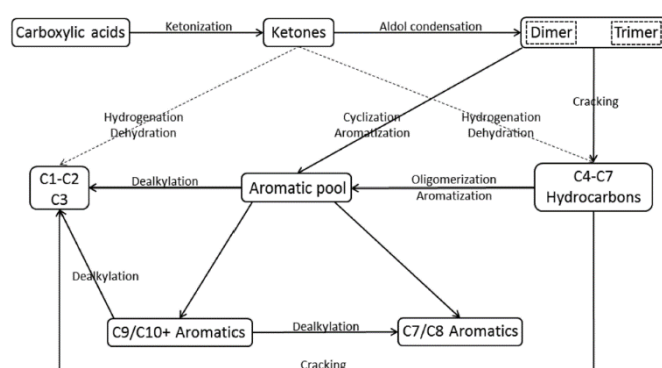 Carboxylic acids
Ketonization
Ketones
Aldol condensation
Dimer
Trimer
Cracking
Hydrogenation
Dehydration
Cyclization
Aromatization
Hydrogenation
Dehydration
C1-C2
C3
Dealkylation
Aromatic pool
Oligomerization
Aromatization
C4-C7
Hydrocarbons
Dealkylation
C9/C10+ Aromatics
Dealkylation
C7/C8 Aromatics
Cracking